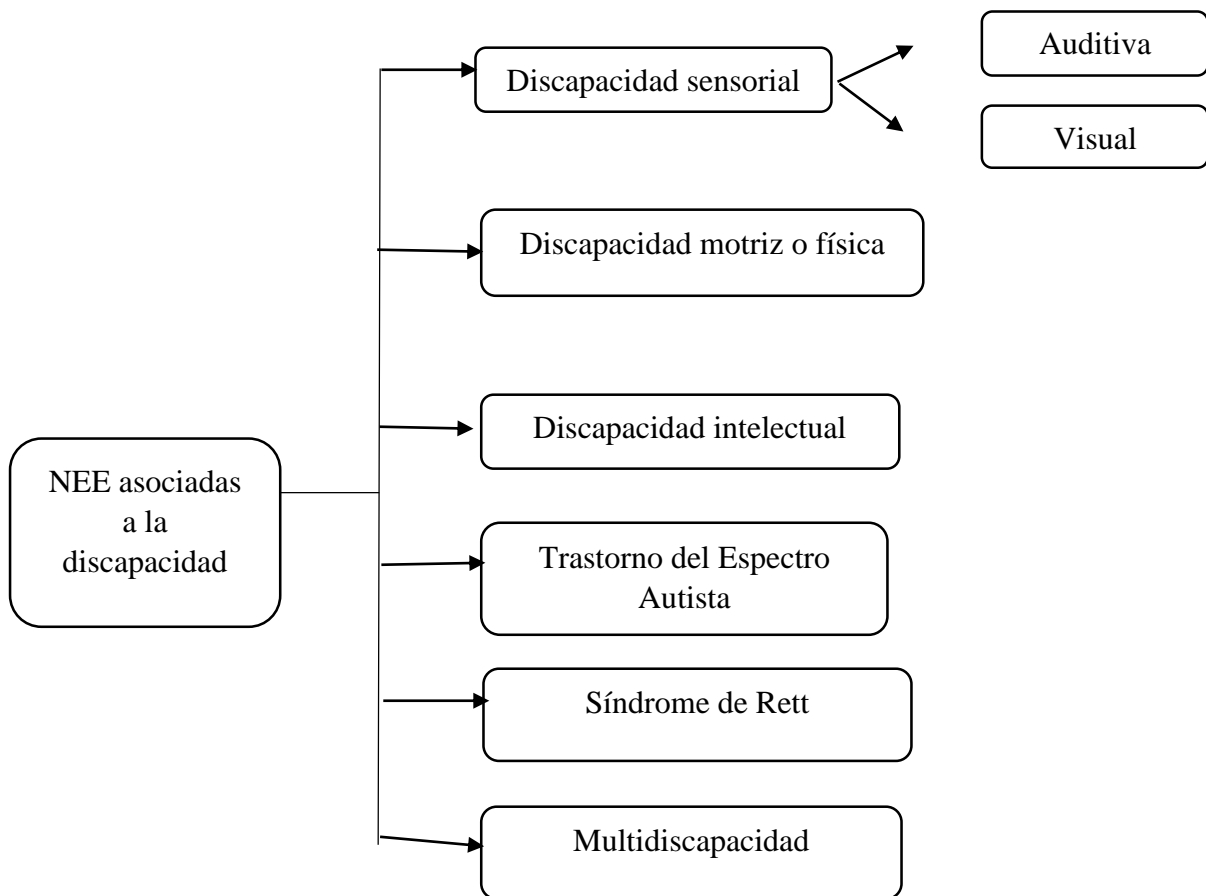 Auditiva
Discapacidad sensorial
Visual
Discapacidad motriz o física
Discapacidad intelectual
NEE asociadas
a la
discapacidad
Trastorno del Espectro
Autista
Síndrome de Rett
Multidiscapacidad